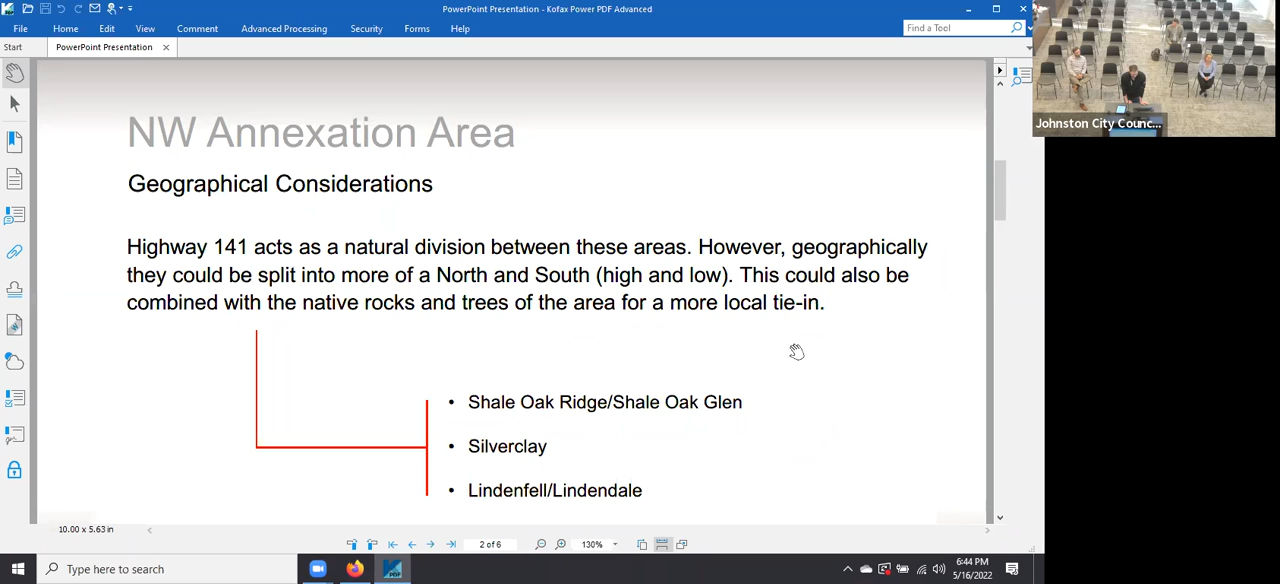 PowerPoint Presentation - Kofax Power PDF Advanced
File Home Edit View Comment Advanced Processing Security Forms Help Find a Tool
Start PowerPoint Presentation
Johnston City Counc...
NW Annexation Area
Geographical Considerations
Highway 141 acts as a natural division between these areas. However, geographically
they could be split into more of a North and South (high and low). This could also be
combined with the native rocks and trees of the area for a more local tie-in.
• Shale Oak Ridge/Shale Oak Glen
• Silverclay
• Lindenfell/Lindendale
10.00 x 5.63 in
2 of 6 130%
Type here to search
6:44 PM
5/16/2022